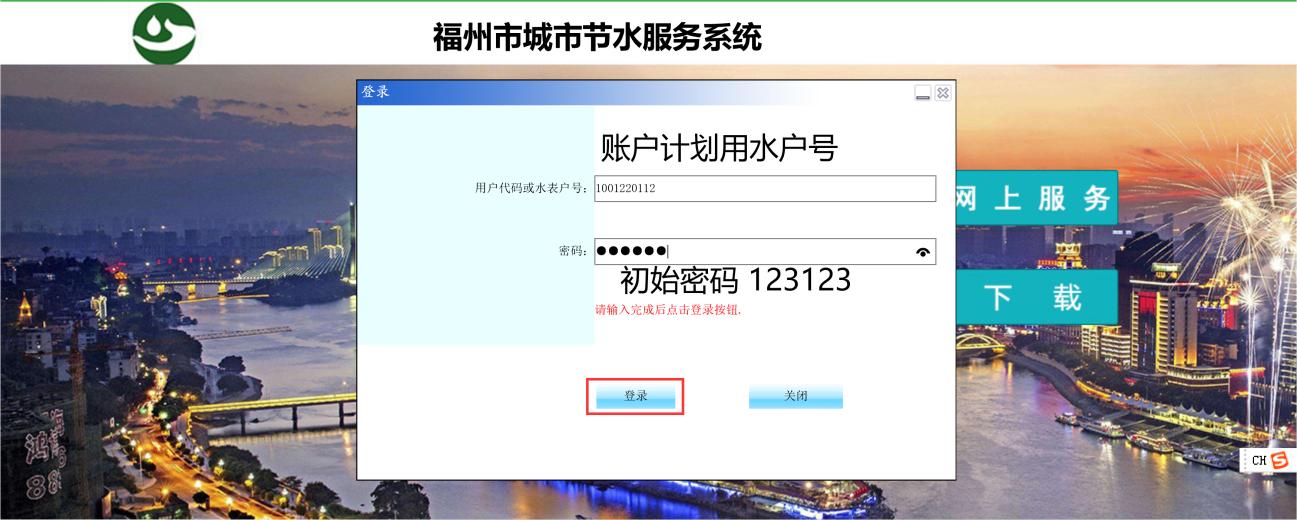 福州市城市节水服务系统
登录
账户计划用水户号
用户代码或水表户号：
1001220112
网上服务
密码：
●●●●●●
初始密码 123123
下 载
请输入完成后点击登录按钮.
登录
关闭
鸿
88
CH S